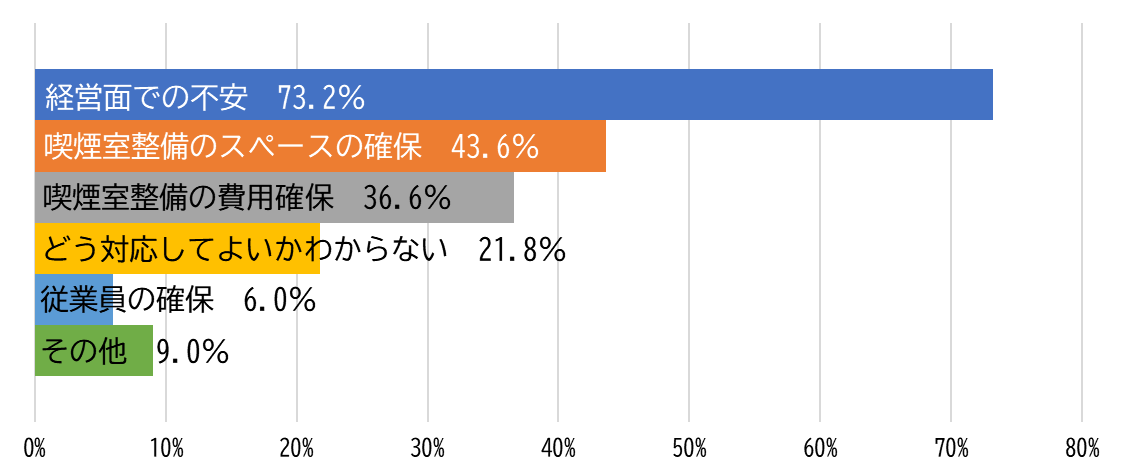 経営面での不安　73.2%
喫煙室整備のスペースの確保　43.6%
喫煙室整備の費用確保　36.6%
どう対応してよいかわからない　21.8%
従業員の確保　6.0%
その他　9.0%
0% 10% 20% 30% 40% 50% 60% 70% 80%